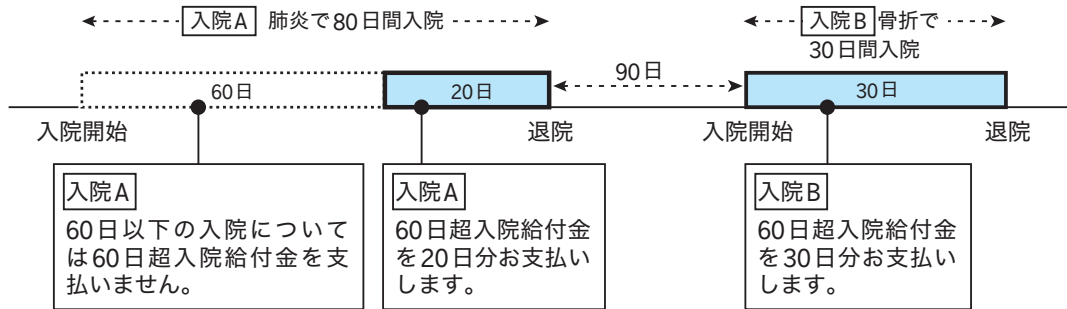 入院A 肺炎で80日間入院
入院B 骨折で
30日間入院
60日
20日
90日
30日
入院開始
退院
入院開始
退院
入院A
60日以下の入院について
は60日超入院給付金を支
払いません。
入院A
60日超入院給付金
を20日分お支払い
します。
入院B
60日超入院給付金
を30日分お支払い
します。